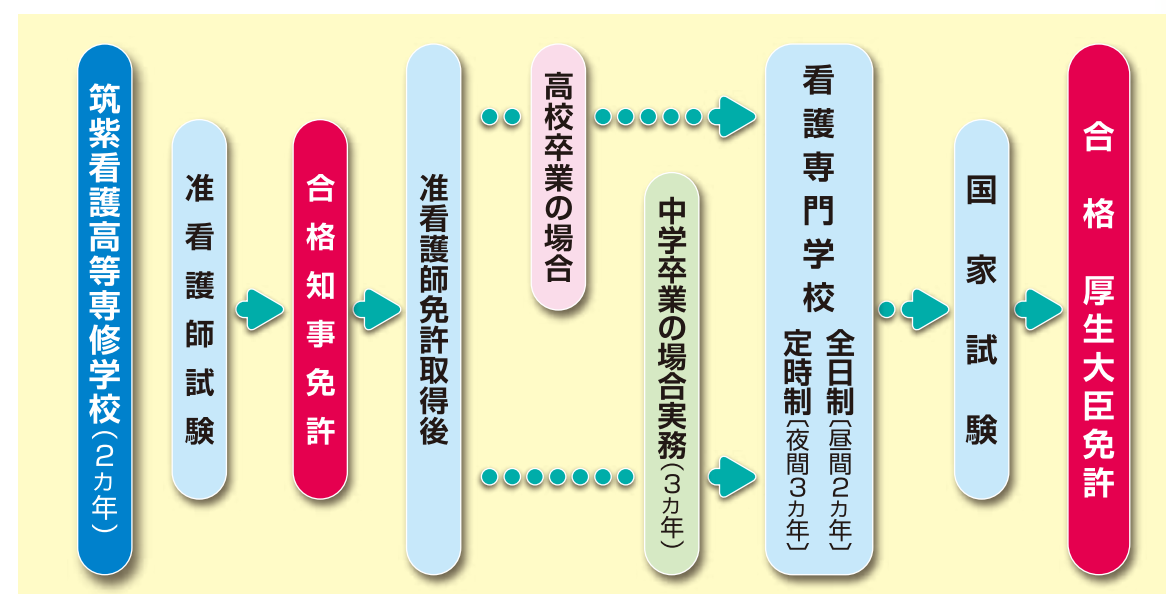 筑紫看護高等専修学校(2カ年)
准看護師試験
合格知事免許
准看護師免許取得後
高校卒業の場合
中学卒業の場合実務(3カ年)
看護専門学校
全日制〔昼間2カ年〕
定時制〔夜間3カ年〕
国家試験
合格 厚生大臣免許